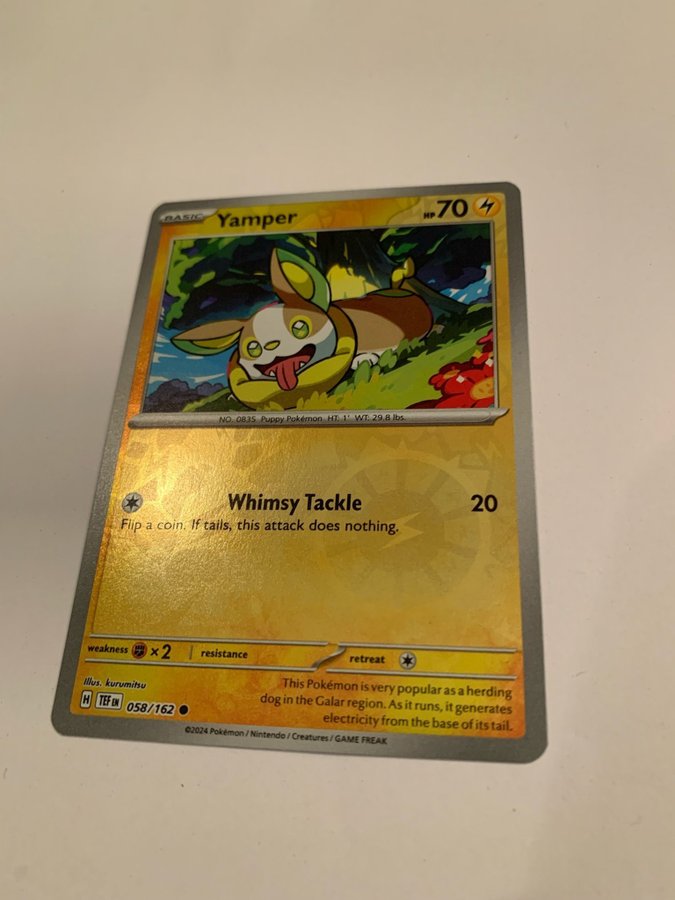 BASIC Yamper HP 70
NO. 0835 Puppy Pokémon HT: 1' WT: 29.8 lbs.
Whimsy Tackle 20
Flip a coin. If tails, this attack does nothing.
weakness ×2 resistance retreat
Illus. kurumitsu
This Pokémon is very popular as a herding
dog in the Galar region. As it runs, it generates
electricity from the base of its tail.
H TEF EN 058/162
©2024 Pokémon / Nintendo / Creatures / GAME FREAK